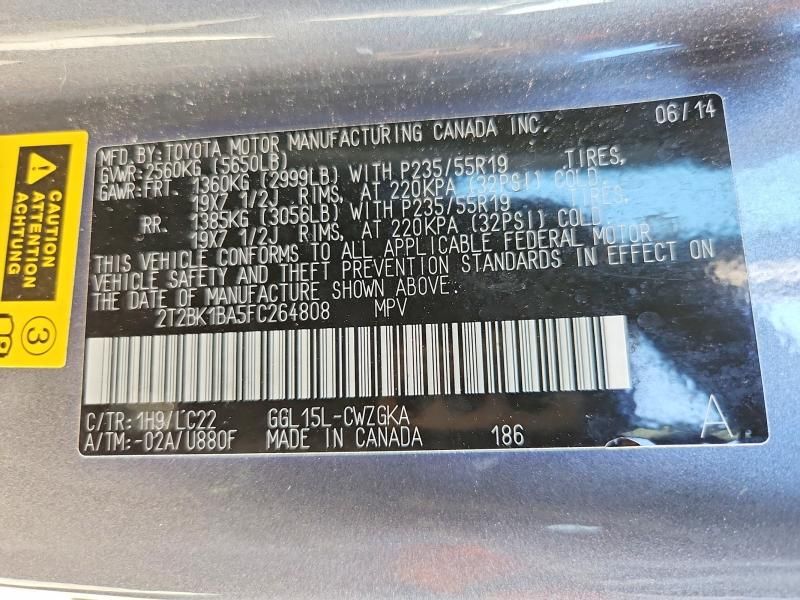 06/14
MFD.BY:TOYOTA MOTOR MANUFACTURING CANADA INC.
GVWR:2560KG (5650LB)
GAWR:FRT. 1360KG (2999LB) WITH P235/55R19 TIRES,
19X7 1/2J RIMS, AT 220KPA (32PSI) COLD.
RR. 1385KG (3056LB) WITH P235/55R19 TIRES,
19X7 1/2J RIMS, AT 220KPA (32PSI) COLD.
THIS VEHICLE CONFORMS TO ALL APPLICABLE FEDERAL MOTOR
VEHICLE SAFETY AND THEFT PREVENTION STANDARDS IN EFFECT ON
THE DATE OF MANUFACTURE SHOWN ABOVE.
2T2BK1BA5FC264808 MPV
C/TR: 1H9/LC22 GGL15L-CWZGKA
A/TM:-02A/U880F MADE IN CANADA 186 A
CAUTION
ATTENTION
ACHTUNG
3